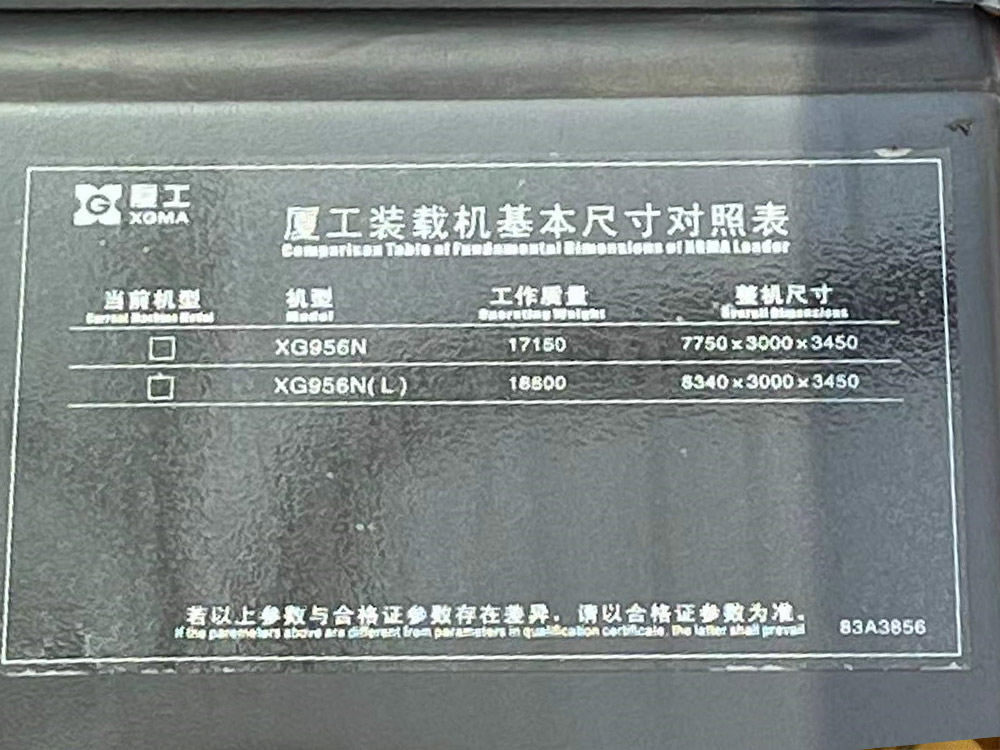 厦工
XGMA
厦工装载机基本尺寸对照表
Comparison Table of Fundamental Dimensions of XGMA Loader
当前机型 机型 工作质量 整机尺寸
Current Machine Model Model Operating Weight Overall Dimensions
XG956N 17150 7750×3000×3450
XG956N(L) 18800 8340×3000×3450
若以上参数与合格证参数存在差异，请以合格证参数为准。
If the paremeters above are different from parameters in qualification certificate, the latter shall prevail
83A3856